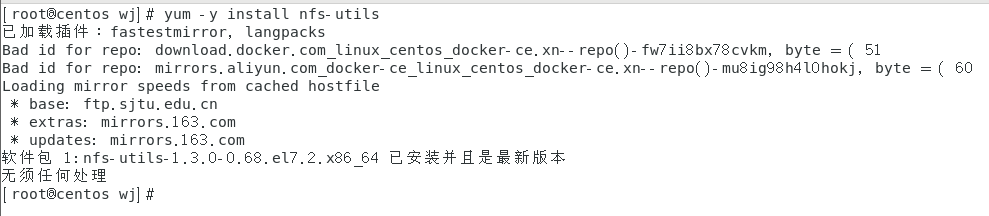 [root@centos wj]# yum -y install nfs-utils
已加载插件：fastestmirror, langpacks
Bad id for repo: download.docker.com_linux_centos_docker-ce.xn--repo()-fw7ii8bx78cvkm, byte = ( 51
Bad id for repo: mirrors.aliyun.com_docker-ce_linux_centos_docker-ce.xn--repo()-mu8ig98h4l0hokj, byte = ( 60
Loading mirror speeds from cached hostfile
* base: ftp.sjtu.edu.cn
* extras: mirrors.163.com
* updates: mirrors.163.com
软件包 1:nfs-utils-1.3.0-0.68.el7.2.x86_64 已安装并且是最新版本
无须任何处理
[root@centos wj]#